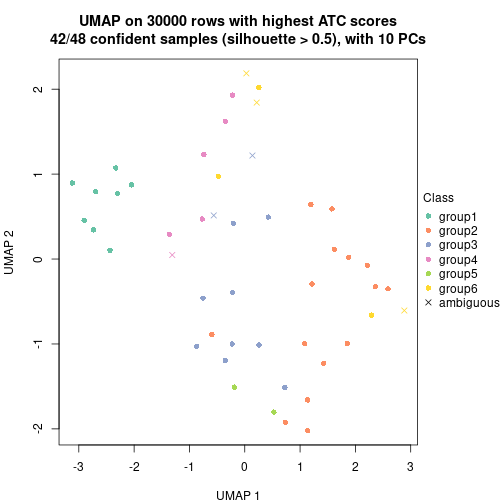 UMAP on 30000 rows with highest ATC scores
42/48 confident samples (silhouette > 0.5), with 10 PCs
UMAP 2
2
1
0
-1
-2
-3
-2
-1
0
1
2
3
UMAP 1
Class
group1
group2
group3
group4
group5
group6
ambiguous